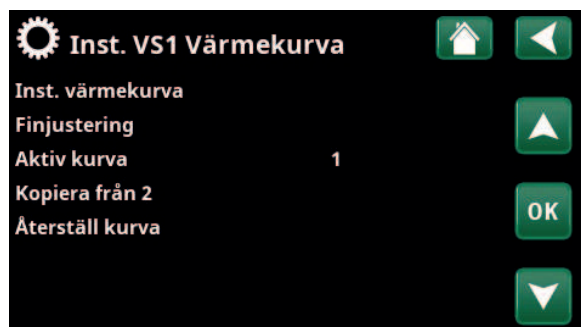 Inst. VS1 Värmekurva
Inst. värmekurva
Finjustering
Aktiv kurva 1
Kopiera från 2
OK
Återställ kurva